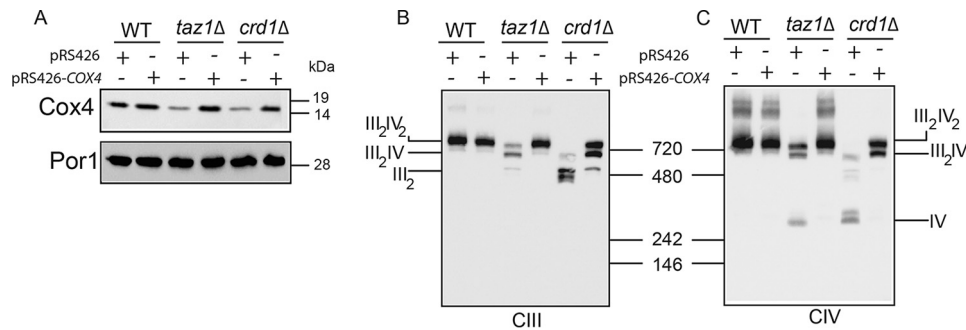 A
WT taz1Δ crd1Δ
pRS426 + - + - + -
pRS426-COX4 - + - + - +
kDa
Cox4 19
14
Por1 28
B
WT taz1Δ crd1Δ
+ - + - + - pRS426
- + - + - + pRS426-COX4
III2IV2
III2IV
III2
720
480
242
146
CIII
C
WT taz1Δ crd1Δ
+ - + - + -
- + - + - +
III2IV2
III2IV
IV
CIV